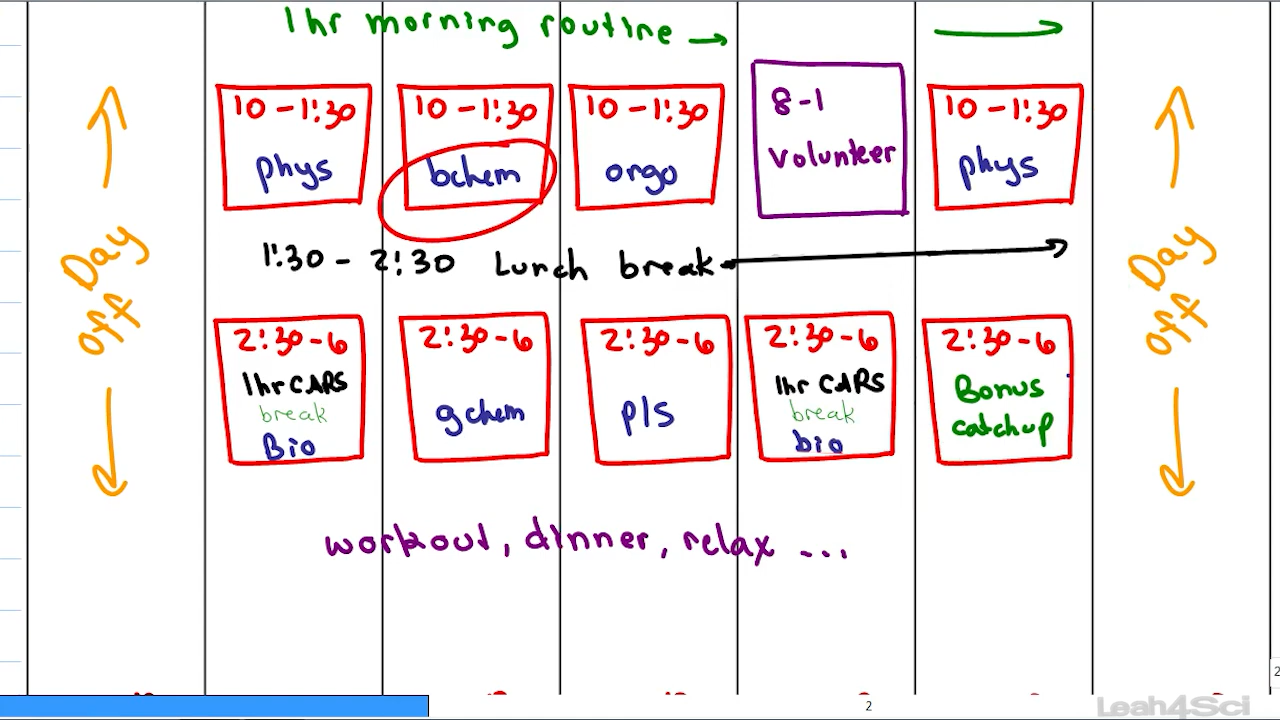 1hr morning routine →
10 - 1:30
phys
10 - 1:30
bchem
10 - 1:30
orgo
8-1
volunteer
10 - 1:30
phys
Day
off
1:30 - 2:30 Lunch break
Day
off
2:30-6
1hr CARS
break
Bio
2:30-6
gchem
2:30-6
p/s
2:30-6
1hr CARS
break
bio
2:30-6
Bonus
catchup
workout, dinner, relax ...
2
2
Leah4Sci